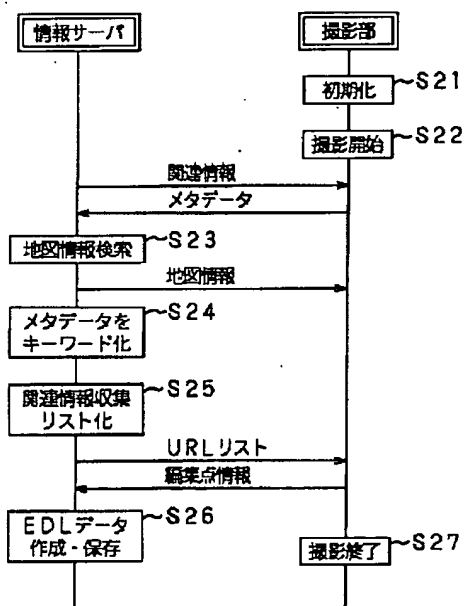 情報サーバ
撮影部
初期化
S21
撮影開始
S22
関連情報
メタデータ
地図情報検索
S23
地図情報
メタデータを
キーワード化
S24
関連情報収集
リスト化
S25
URLリスト
編集点情報
EDLデータ
作成・保存
S26
撮影終了
S27